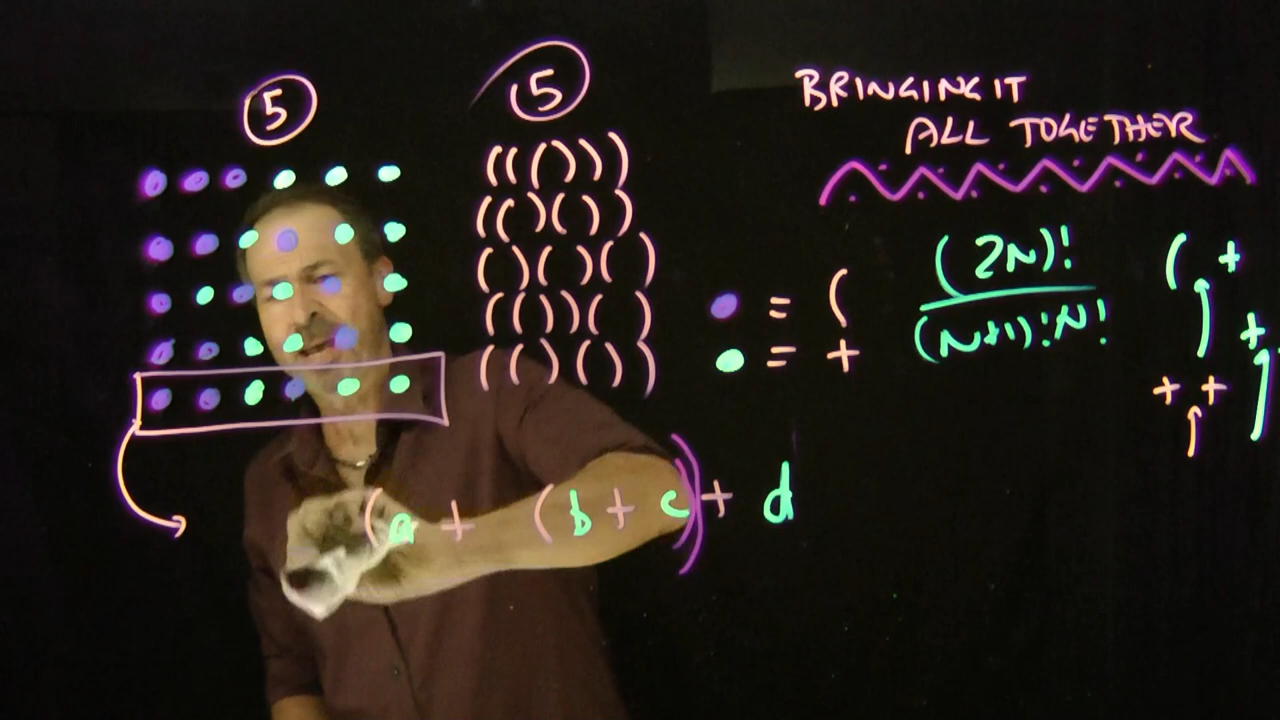 5
5
BRINGING IT
ALL TOGETHER
((()))
(()())
()()()
(())()
(()())
= (
= +
(2N)!
(N+1)!N!
( +
+
+ +
(a + (b + c)) + d